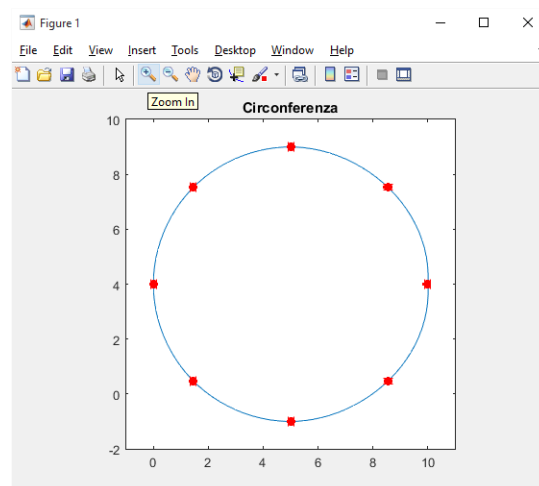 Figure 1
File Edit View Insert Tools Desktop Window Help
Zoom In
Circonferenza
10
8
6
4
2
0
-2
0 2 4 6 8 10